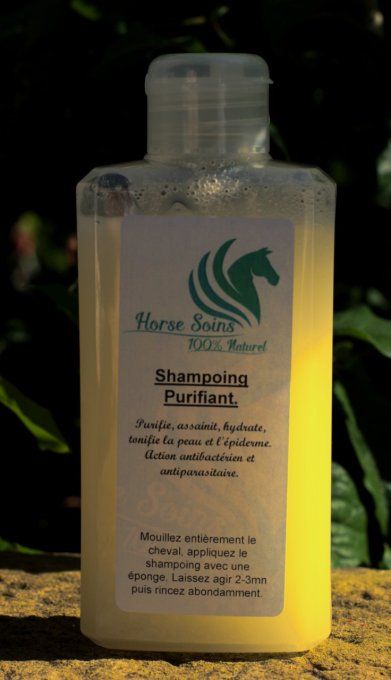 Horse Soins
100% Naturel
Shampoing
Purifiant.
Purifie, assainit, hydrate,
tonifie la peau et l'épiderme.
Action antibactérien et
antiparasitaire.
Mouillez entièrement le
cheval, appliquez le
shampoing avec une
éponge. Laissez agir 2-3mn
puis rincez abondamment.